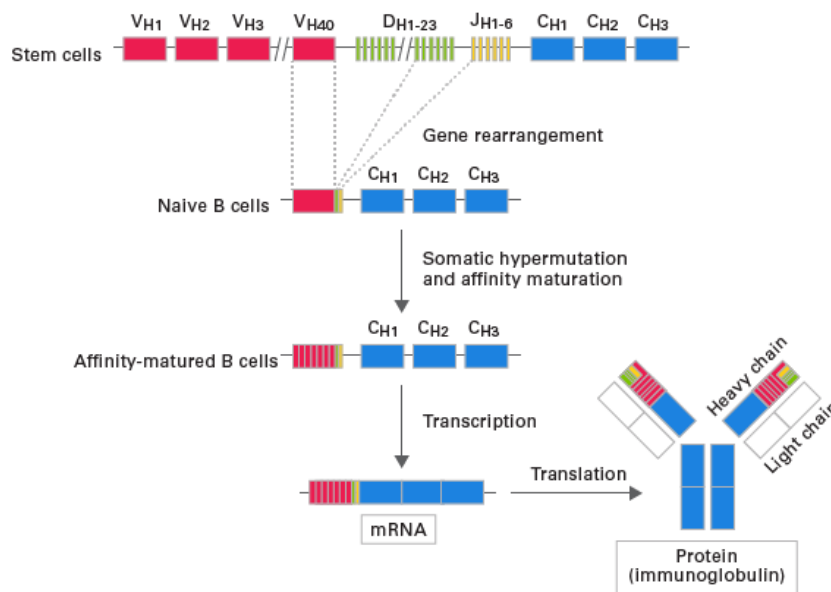 VH1 VH2 VH3 VH40 DH1-23 JH1-6 CH1 CH2 CH3
Stem cells
Gene rearrangement
CH1 CH2 CH3
Naive B cells
Somatic hypermutation
and affinity maturation
CH1 CH2 CH3
Affinity-matured B cells
Heavy chain
Light chain
Transcription
Translation
mRNA
Protein
(immunoglobulin)